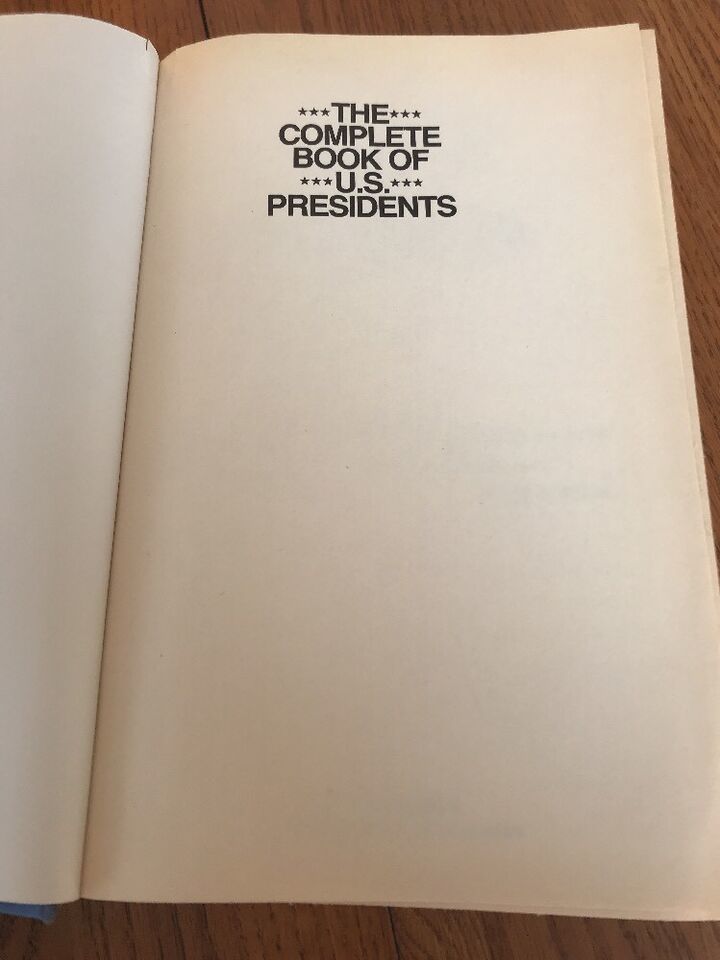 ★★★THE★★★
COMPLETE
BOOK OF
★★★U.S.★★★
PRESIDENTS